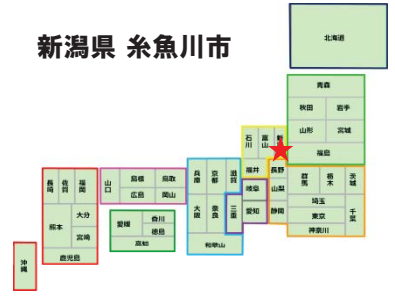 新潟県 糸魚川市
北海道
青森
秋田 岩手
山形 宮城
福島
石川 富山 新
福井 長野
岐阜 山梨
愛知 静岡
群馬 栃木 茨城
埼玉
東京 千葉
神奈川
兵庫 京都 滋賀
大阪 奈良 三重
和歌山
山口 島根 鳥取
広島 岡山
愛媛 香川
徳島
高知
長崎 佐賀 福岡
熊本 大分
宮崎
鹿児島
沖縄